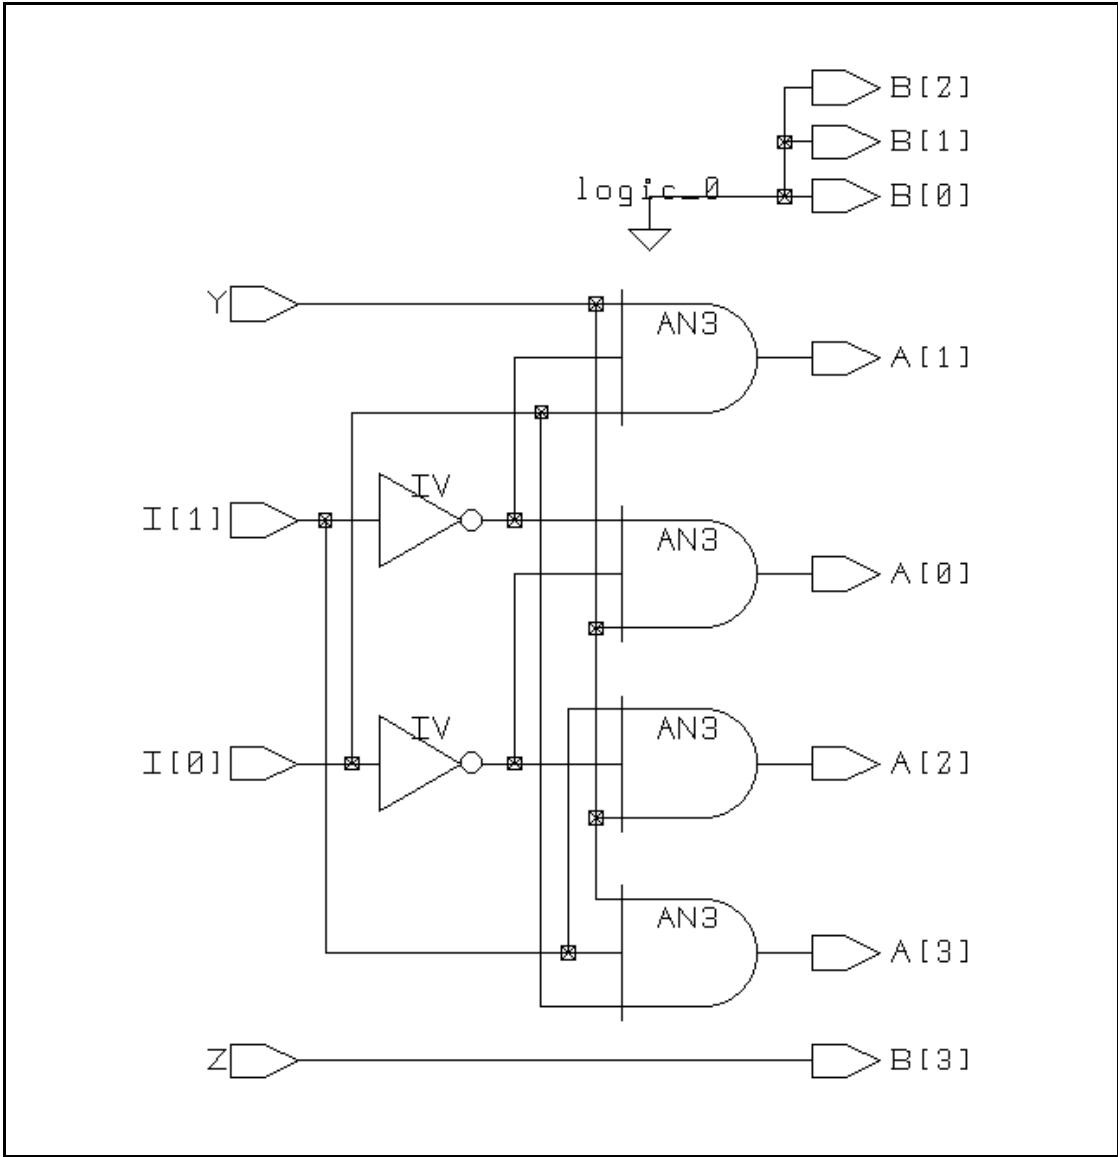 B[2]
B[1]
logic_0
B[0]
Y
AN3
A[1]
IV
I[1]
AN3
A[0]
IV
AN3
I[0]
A[2]
AN3
A[3]
Z
B[3]